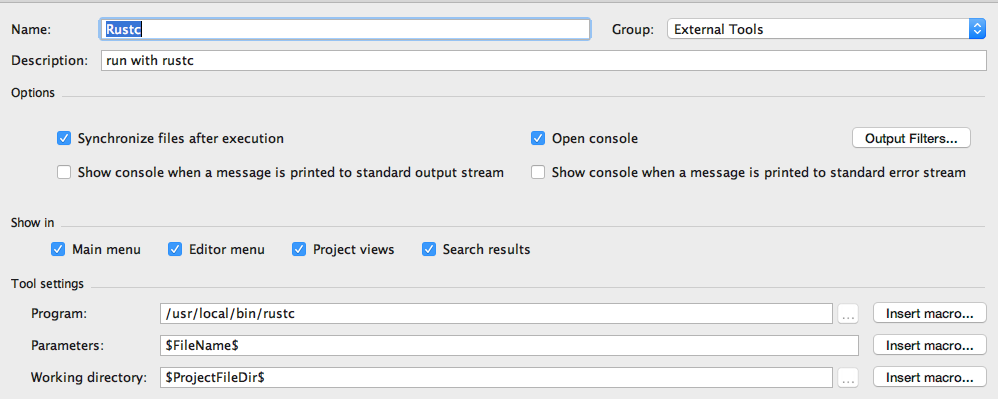 Name: Rustc Group: External Tools
Description: run with rustc
Options
Synchronize files after execution Open console Output Filters...
Show console when a message is printed to standard output stream Show console when a message is printed to standard error stream
Show in
Main menu Editor menu Project views Search results
Tool settings
Program: /usr/local/bin/rustc ... Insert macro...
Parameters: $FileName$ Insert macro...
Working directory: $ProjectFileDir$ ... Insert macro...